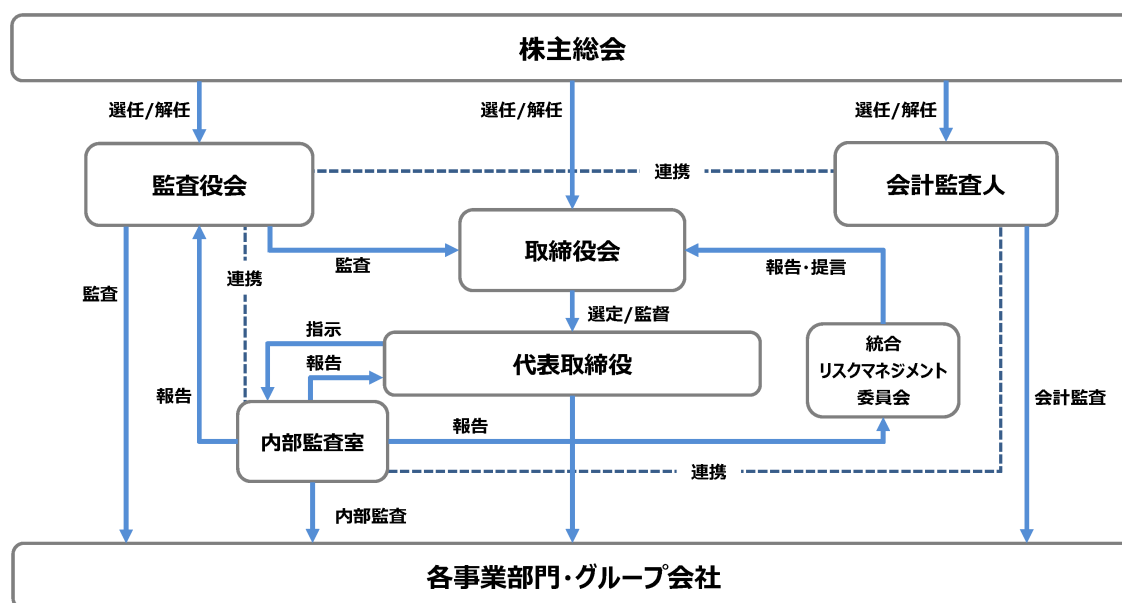 株主総会
選任/解任
選任/解任
選任/解任
監査役会
連携
会計監査人
取締役会
監査
連携
報告・提言
監査
選定/監督
指示
代表取締役
報告
統合
リスクマネジメント
委員会
報告
内部監査室
報告
会計監査
連携
内部監査
各事業部門・グループ会社